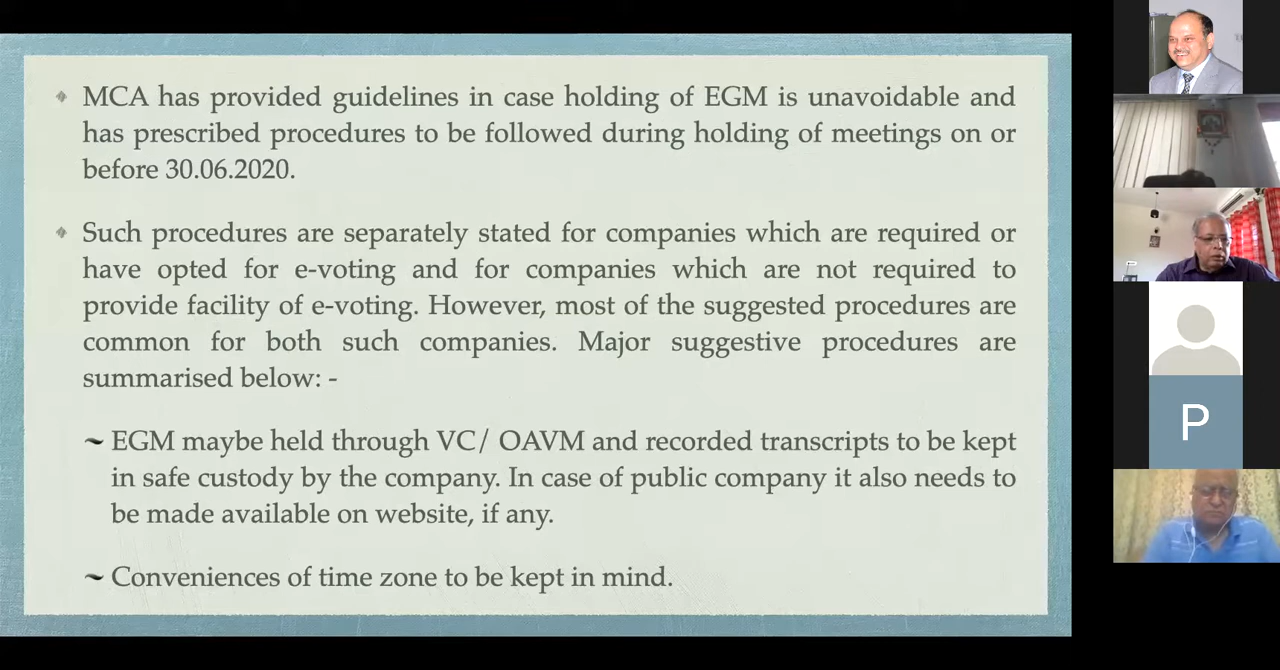 MCA has provided guidelines in case holding of EGM is unavoidable and
has prescribed procedures to be followed during holding of meetings on or
before 30.06.2020.
Such procedures are separately stated for companies which are required or
have opted for e-voting and for companies which are not required to
provide facility of e-voting. However, most of the suggested procedures are
common for both such companies. Major suggestive procedures are
summarised below: -
EGM maybe held through VC/ OAVM and recorded transcripts to be kept
in safe custody by the company. In case of public company it also needs to
be made available on website, if any.
Conveniences of time zone to be kept in mind.
P